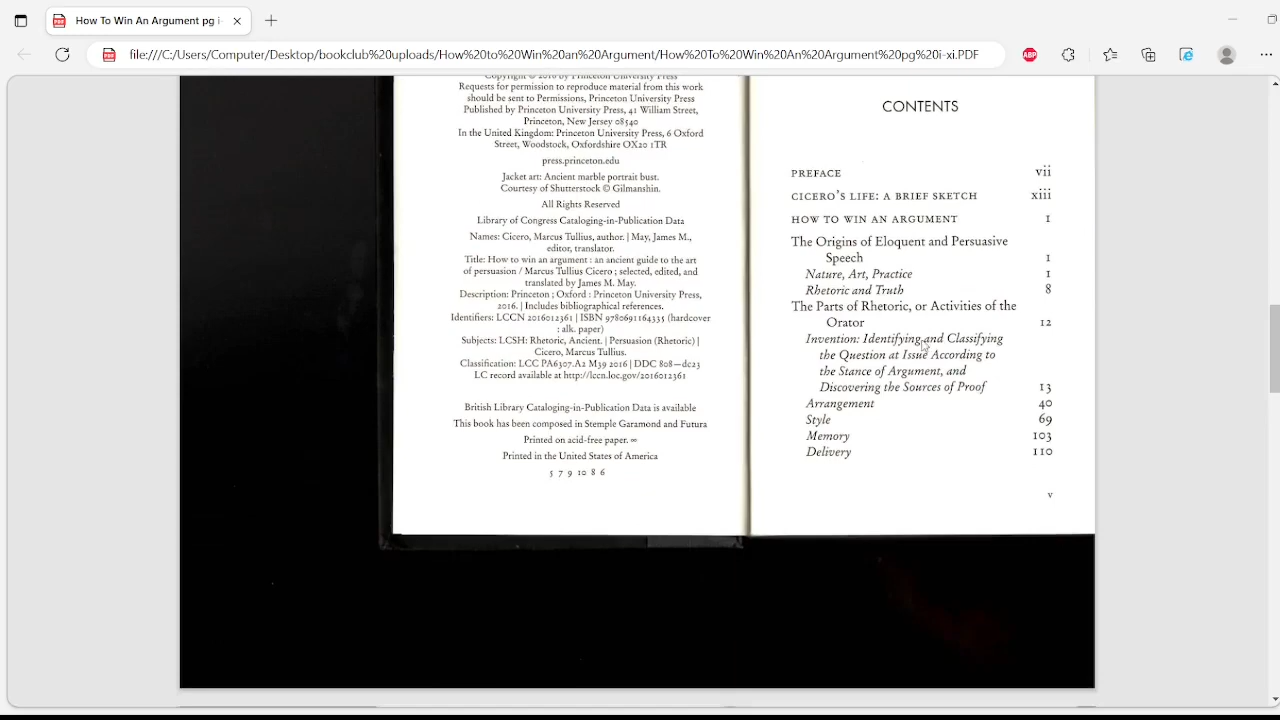 How To Win An Argument pg i
file:///C:/Users/Computer/Desktop/bookclub%20uploads/How%20to%20Win%20an%20Argument/How%20To%20Win%20An%20Argument%20pg%20i-xi.PDF
ABP
Copyright © 2016 by Princeton University Press
Requests for permission to reproduce material from this work
should be sent to Permissions, Princeton University Press
Published by Princeton University Press, 41 William Street,
Princeton, New Jersey 08540
In the United Kingdom: Princeton University Press, 6 Oxford
Street, Woodstock, Oxfordshire OX20 1TR
press.princeton.edu
Jacket art: Ancient marble portrait bust.
Courtesy of Shutterstock © Gilmanshin.
All Rights Reserved
Library of Congress Cataloging-in-Publication Data
Names: Cicero, Marcus Tullius, author. | May, James M.,
editor, translator.
Title: How to win an argument : an ancient guide to the art
of persuasion / Marcus Tullius Cicero ; selected, edited, and
translated by James M. May.
Description: Princeton ; Oxford : Princeton University Press,
2016. | Includes bibliographical references.
Identifiers: LCCN 2016012361 | ISBN 9780691164335 (hardcover
: alk. paper)
Subjects: LCSH: Rhetoric, Ancient. | Persuasion (Rhetoric) |
Cicero, Marcus Tullius.
Classification: LCC PA6307.A2 M39 2016 | DDC 808—dc23
LC record available at http://lccn.loc.gov/2016012361
British Library Cataloging-in-Publication Data is available
This book has been composed in Stemple Garamond and Futura
Printed on acid-free paper. ∞
Printed in the United States of America
5 7 9 10 8 6
CONTENTS
PREFACE vii
CICERO'S LIFE: A BRIEF SKETCH xiii
HOW TO WIN AN ARGUMENT 1
The Origins of Eloquent and Persuasive
Speech 1
Nature, Art, Practice 1
Rhetoric and Truth 8
The Parts of Rhetoric, or Activities of the
Orator 12
Invention: Identifying and Classifying
the Question at Issue According to
the Stance of Argument, and
Discovering the Sources of Proof 13
Arrangement 40
Style 69
Memory 103
Delivery 110
v